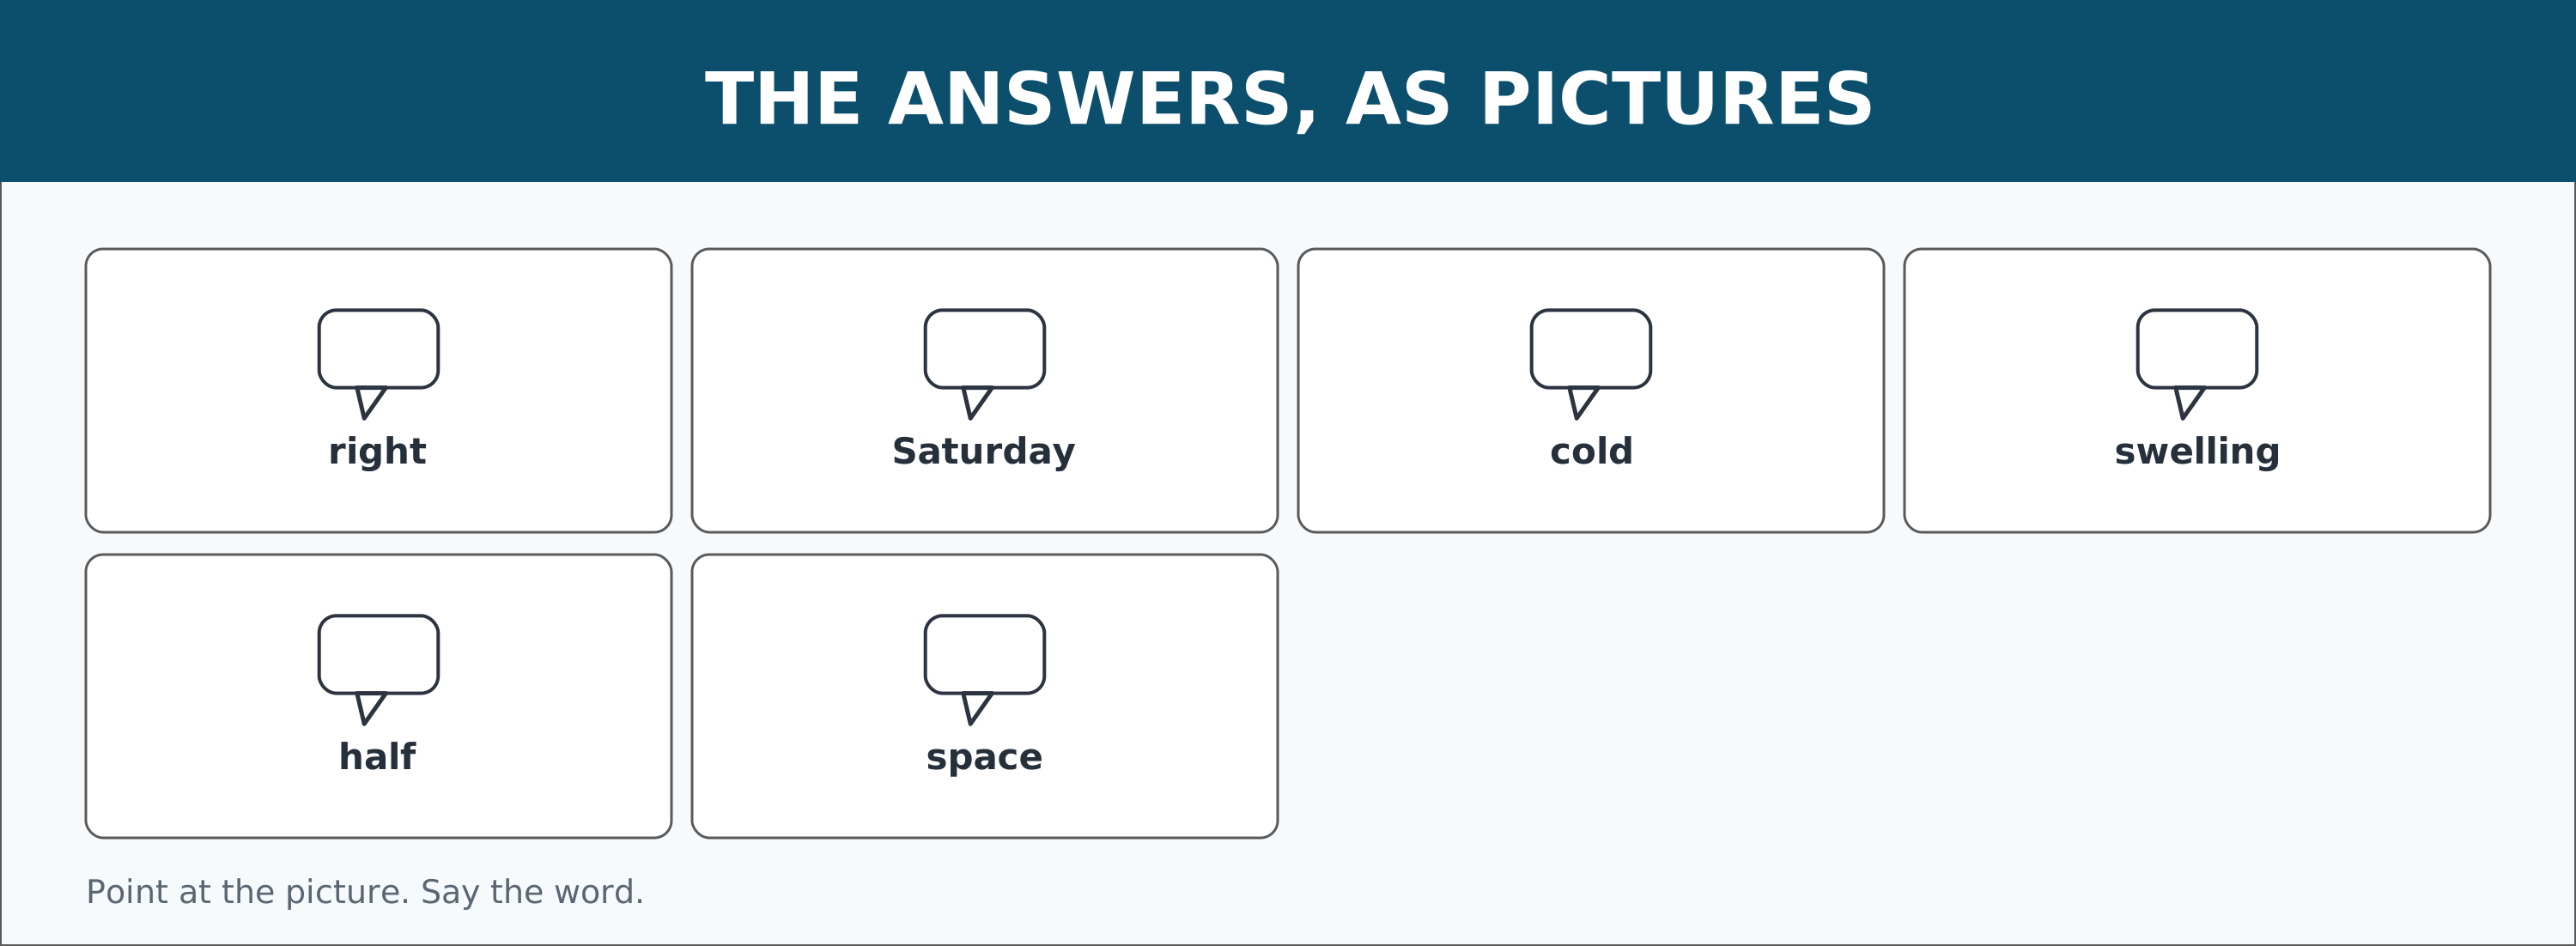 THE ANSWERS, AS PICTURES
right
Saturday
cold
swelling
half
space
Point at the picture. Say the word.